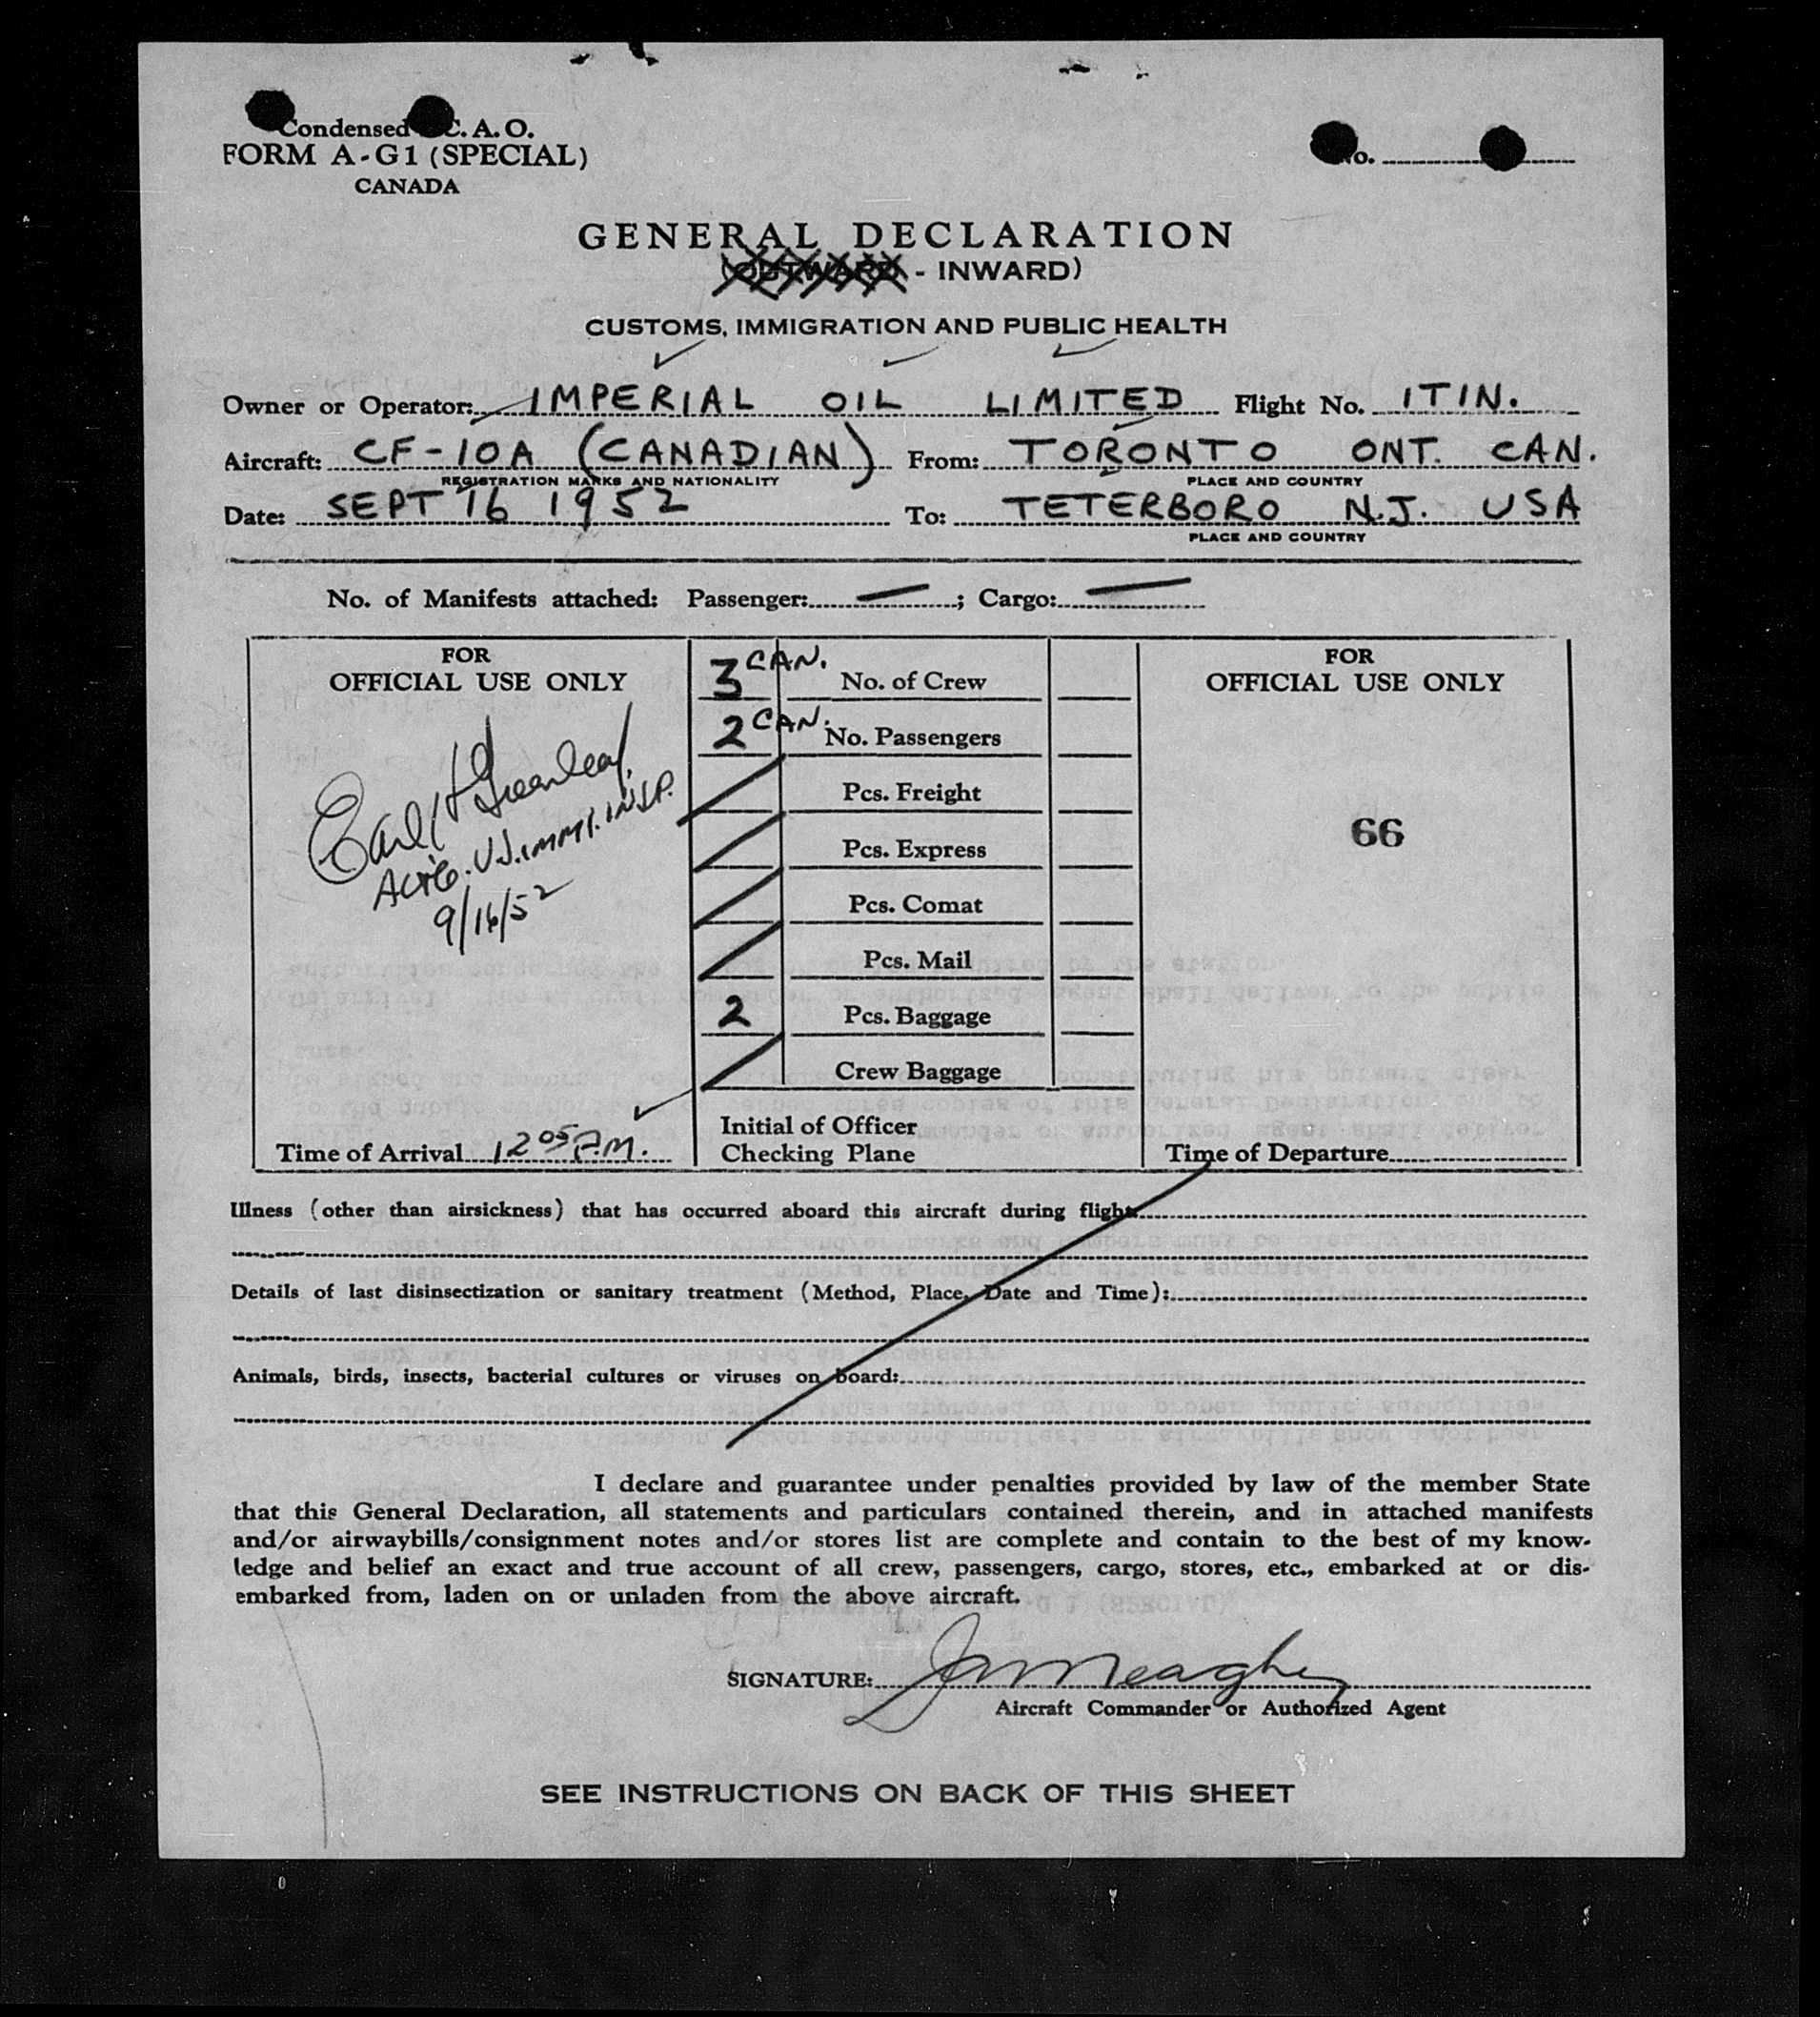 Condensed C. A. O.
FORM A-G1 (SPECIAL)
CANADA
No.
GENERAL DECLARATION
(OUTWARD - INWARD)
CUSTOMS, IMMIGRATION AND PUBLIC HEALTH
Owner or Operator: IMPERIAL OIL LIMITED Flight No. ITIN.
Aircraft: CF-10A (CANADIAN) From: TORONTO ONT. CAN.
REGISTRATION MARKS AND NATIONALITY PLACE AND COUNTRY
Date: SEPT 16 1952 To: TETERBORO N.J. USA
PLACE AND COUNTRY
No. of Manifests attached: Passenger: — ; Cargo: —
FOR
OFFICIAL USE ONLY
Earl H Greenleaf
ACT'G. U.S. IMMI. INSP.
9/16/52
Time of Arrival 12 05 P.M.
3 CAN. No. of Crew
2 CAN. No. Passengers
Pcs. Freight
Pcs. Express
Pcs. Comat
Pcs. Mail
2 Pcs. Baggage
Crew Baggage
Initial of Officer
Checking Plane
FOR
OFFICIAL USE ONLY
66
Time of Departure
Illness (other than airsickness) that has occurred aboard this aircraft during flight
Details of last disinsectization or sanitary treatment (Method, Place, Date and Time):
Animals, birds, insects, bacterial cultures or viruses on board:
I declare and guarantee under penalties provided by law of the member State
that this General Declaration, all statements and particulars contained therein, and in attached manifests
and/or airwaybills/consignment notes and/or stores list are complete and contain to the best of my know-
ledge and belief an exact and true account of all crew, passengers, cargo, stores, etc., embarked at or dis-
embarked from, laden on or unladen from the above aircraft.
SIGNATURE: J Meagher
Aircraft Commander or Authorized Agent
SEE INSTRUCTIONS ON BACK OF THIS SHEET